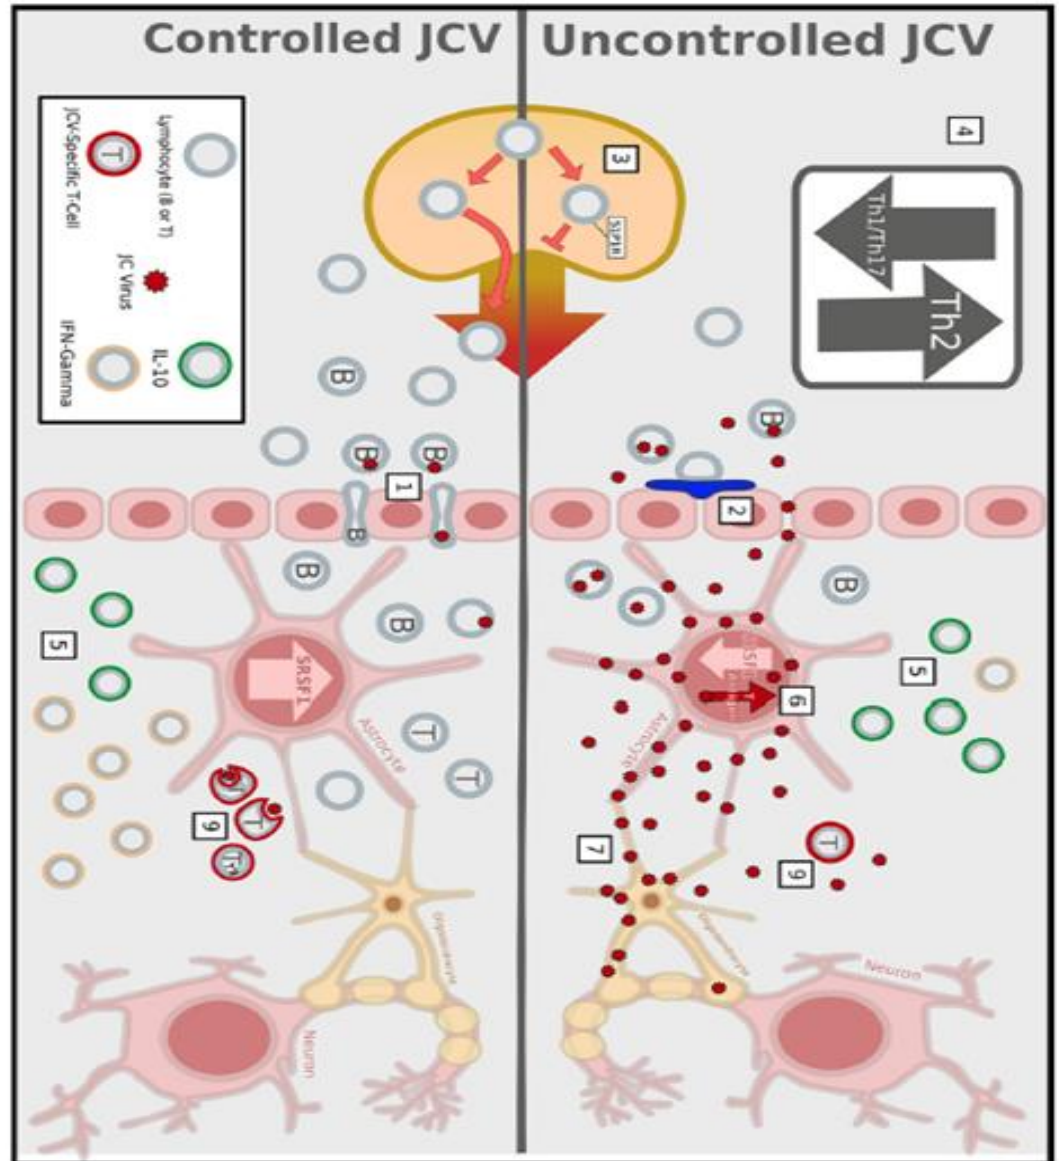 Controlled JCV
Uncontrolled JCV
Lymphocyte (B or T)
JCV-Specific T-Cell
T
JC Virus
IL-10
IFN-Gamma
3
S1P1R
4
Th1/Th17
Th2
B
B
B
1
B
B
B
5
SRSF1
Astrocyte
T
T
T
T
9
Neuron
B
2
B
5
6
Astrocyte
7
T
9
Neuron